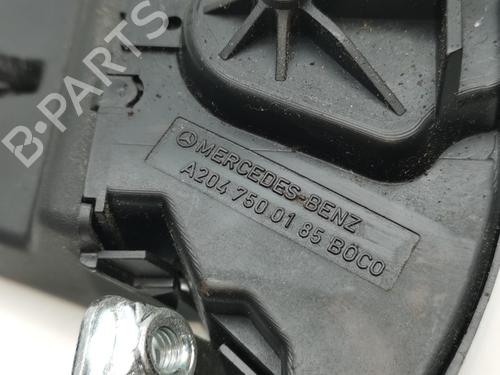 B-PARTS
MERCEDES-BENZ
A204 750 01 85 BOCO